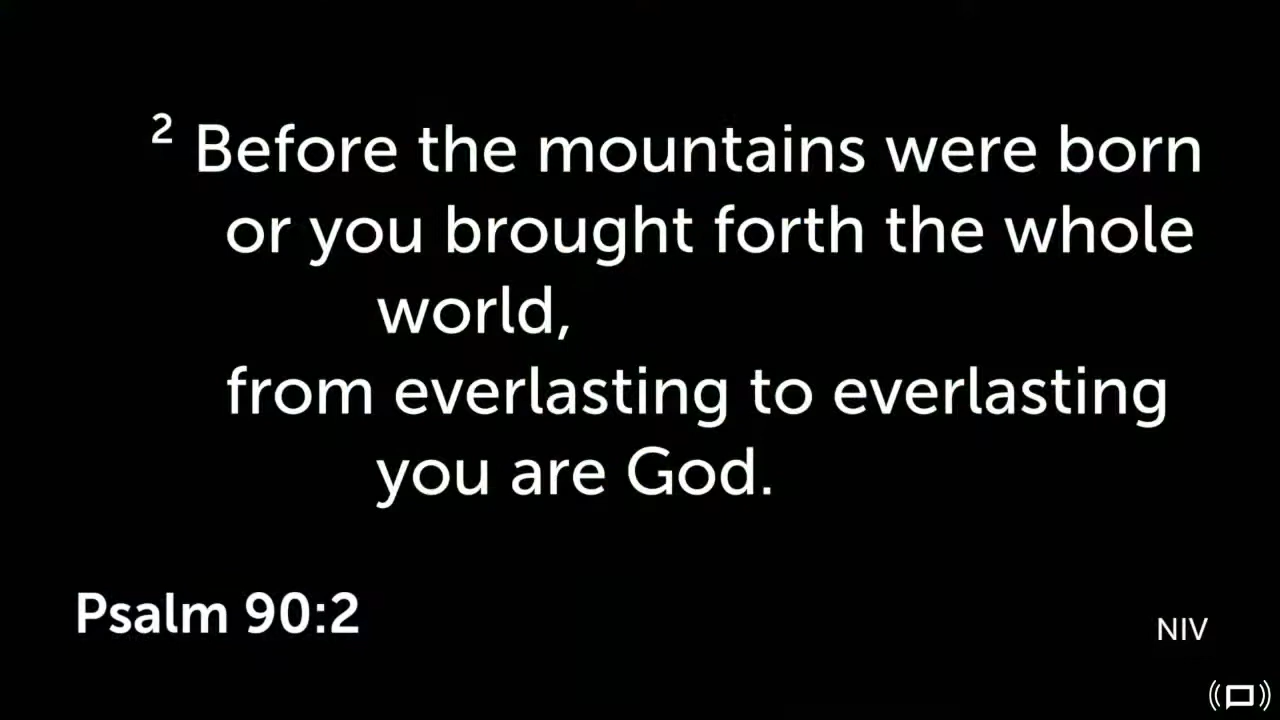 ² Before the mountains were born
or you brought forth the whole
world,
from everlasting to everlasting
you are God.
Psalm 90:2
NIV